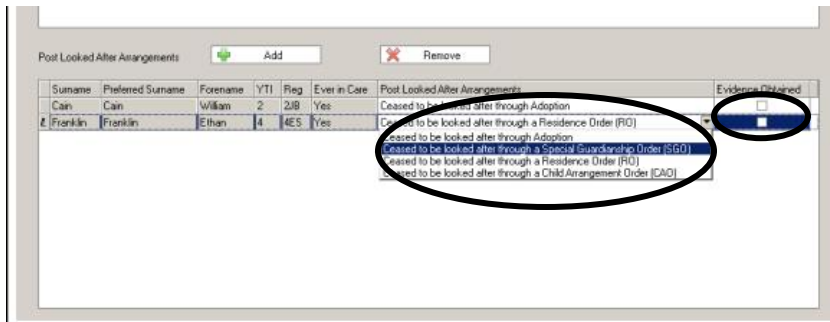 Post Looked After Arrangements Add Remove
Surname Preferred Surname Forename YTI Reg Ever in Care Post Looked After Arrangements Evidence Obtained
Cain Cain William 2 2JB Yes Ceased to be looked after through Adoption
Franklin Franklin Ethan 4 4ES Yes Ceased to be looked after through a Residence Order (RO)
Ceased to be looked after through Adoption
Ceased to be looked after through a Special Guardianship Order (SGO)
Ceased to be looked after through a Residence Order (RO)
Ceased to be looked after through a Child Arrangement Order (CAO)